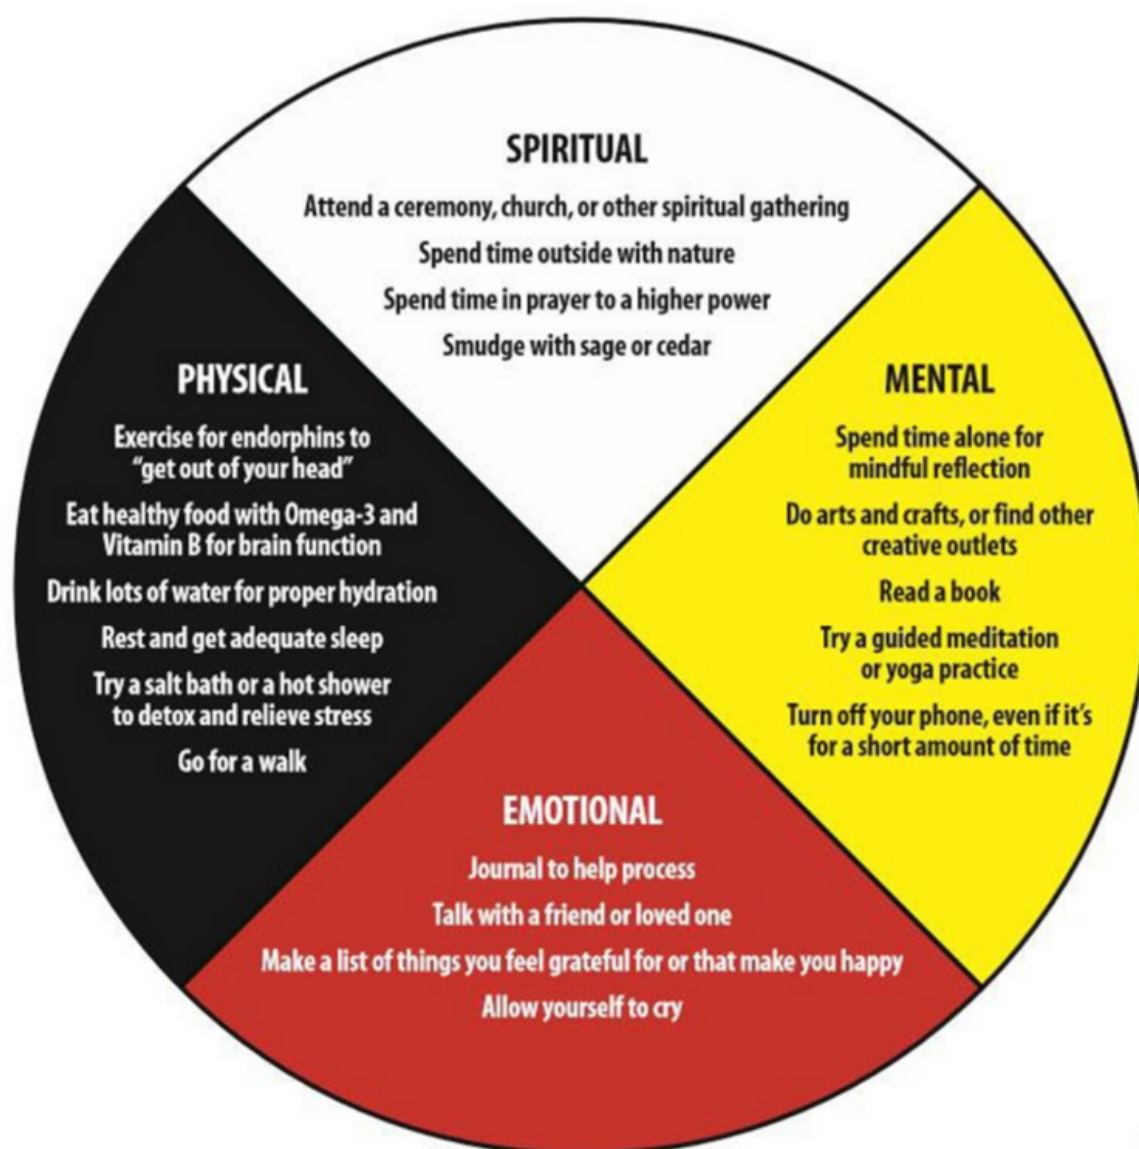 SPIRITUAL
Attend a ceremony, church, or other spiritual gathering
Spend time outside with nature
Spend time in prayer to a higher power
Smudge with sage or cedar
PHYSICAL
Exercise for endorphins to
“get out of your head”
Eat healthy food with Omega-3 and
Vitamin B for brain function
Drink lots of water for proper hydration
Rest and get adequate sleep
Try a salt bath or a hot shower
to detox and relieve stress
Go for a walk
MENTAL
Spend time alone for
mindful reflection
Do arts and crafts, or find other
creative outlets
Read a book
Try a guided meditation
or yoga practice
Turn off your phone, even if it’s
for a short amount of time
EMOTIONAL
Journal to help process
Talk with a friend or loved one
Make a list of things you feel grateful for or that make you happy
Allow yourself to cry